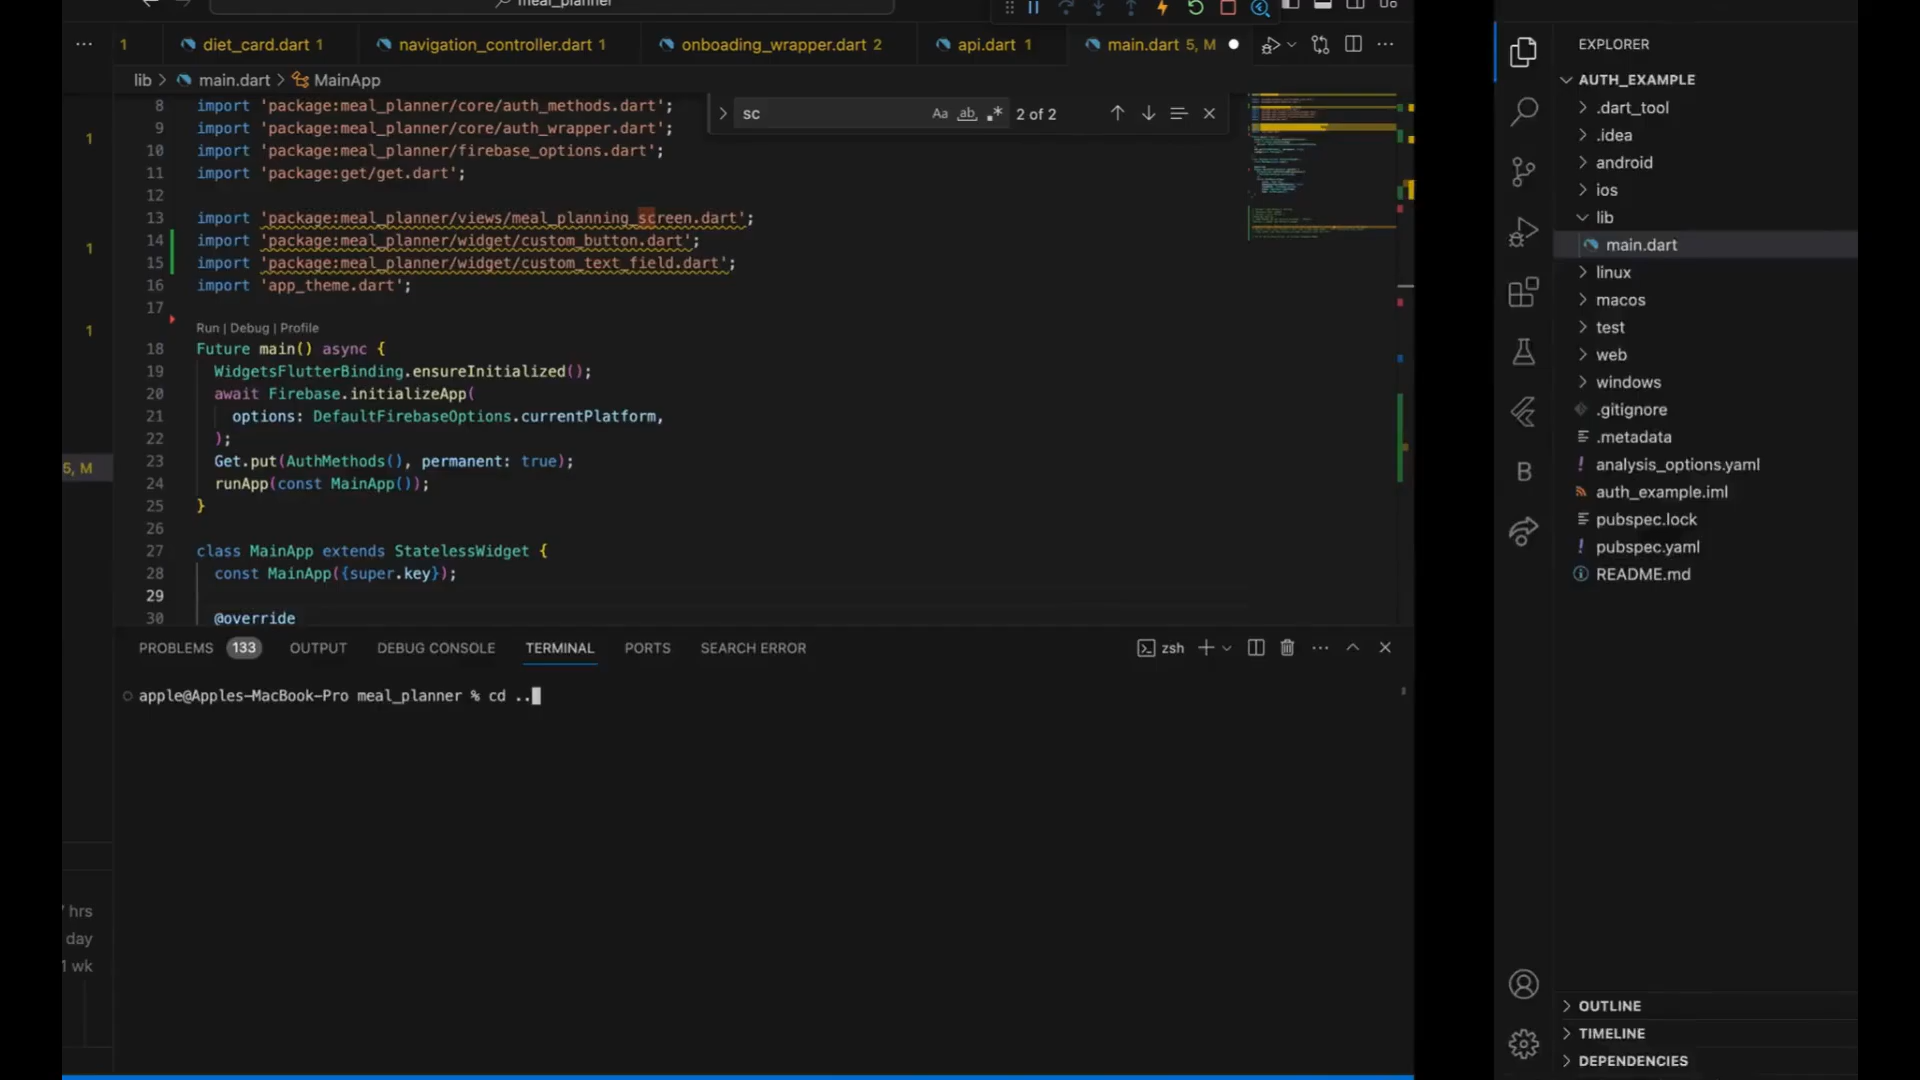 meal_planner
1
diet_card.dart 1
navigation_controller.dart 1
onboading_wrapper.dart 2
api.dart 1
main.dart 5, M
lib > main.dart > MainApp
sc
Aa
ab
2 of 2
1
1
1
5, M
8 import 'package:meal_planner/core/auth_methods.dart';
9 import 'package:meal_planner/core/auth_wrapper.dart';
10 import 'package:meal_planner/firebase_options.dart';
11 import 'package:get/get.dart';
12
13 import 'package:meal_planner/views/meal_planning_screen.dart';
14 import 'package:meal_planner/widget/custom_button.dart';
15 import 'package:meal_planner/widget/custom_text_field.dart';
16 import 'app_theme.dart';
17
Run | Debug | Profile
18 Future main() async {
19 WidgetsFlutterBinding.ensureInitialized();
20 await Firebase.initializeApp(
21 options: DefaultFirebaseOptions.currentPlatform,
22 );
23 Get.put(AuthMethods(), permanent: true);
24 runApp(const MainApp());
25 }
26
27 class MainApp extends StatelessWidget {
28 const MainApp({super.key});
29
30 @override
PROBLEMS 133 OUTPUT DEBUG CONSOLE TERMINAL PORTS SEARCH ERROR
zsh
apple@Apples-MacBook-Pro meal_planner % cd ..
hrs
day
1 wk
EXPLORER
AUTH_EXAMPLE
.dart_tool
.idea
android
ios
lib
main.dart
linux
macos
test
web
windows
.gitignore
.metadata
! analysis_options.yaml
auth_example.iml
pubspec.lock
! pubspec.yaml
README.md
B
OUTLINE
TIMELINE
DEPENDENCIES